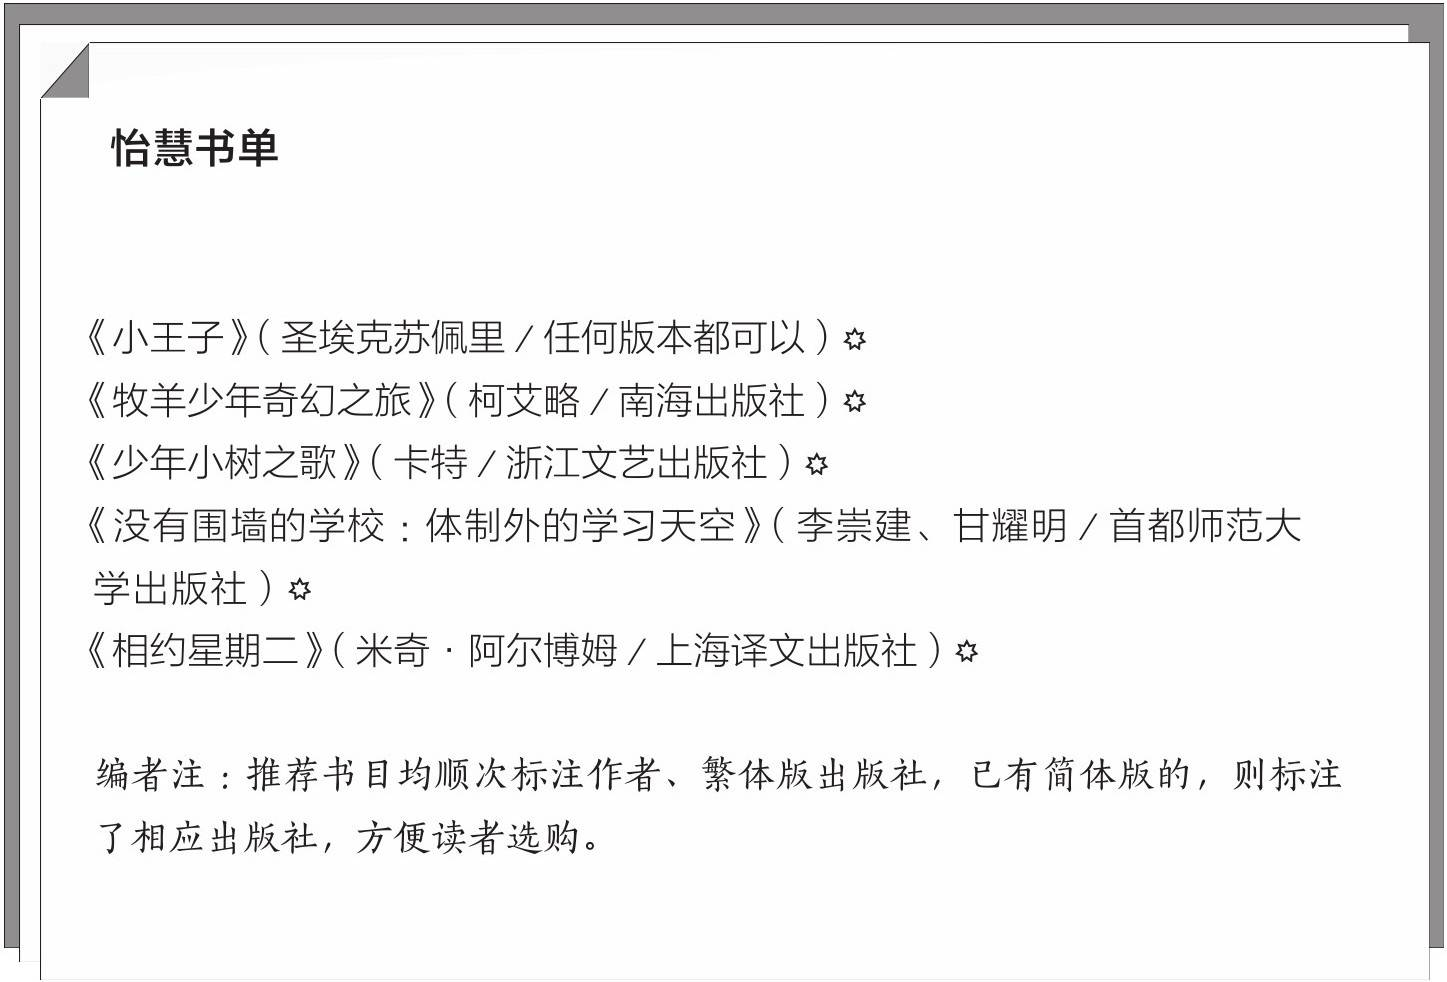 怡慧书单
《小王子》（圣埃克苏佩里 / 任何版本都可以）✡
《牧羊少年奇幻之旅》（柯艾略 / 南海出版社）✡
《少年小树之歌》（卡特 / 浙江文艺出版社）✡
《没有围墙的学校：体制外的学习天空》（李崇建、甘耀明 / 首都师范大
学出版社）✡
《相约星期二》（米奇·阿尔博姆 / 上海译文出版社）✡
编者注：推荐书目均顺次标注作者、繁体版出版社，已有简体版的，则标注
了相应出版社，方便读者选购。